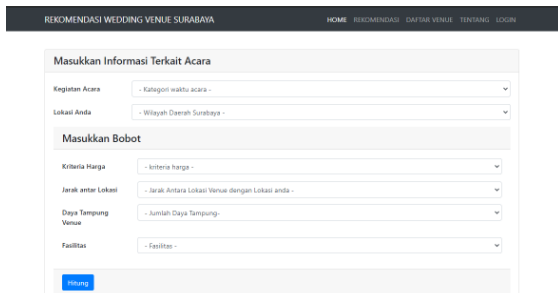 REKOMENDASI WEDDING VENUE SURABAYA HOME REKOMENDASI DAFTAR VENUE TENTANG LOGIN
Masukkan Informasi Terkait Acara
Kegiatan Acara - Kategori waktu acara -
Lokasi Anda - Wilayah Daerah Surabaya -
Masukkan Bobot
Kriteria Harga - kriteria harga -
Jarak antar Lokasi - Jarak Antara Lokasi Venue dengan Lokasi anda -
Daya Tampung Venue - Jumlah Daya Tampung-
Fasilitas - Fasilitas -
Hitung